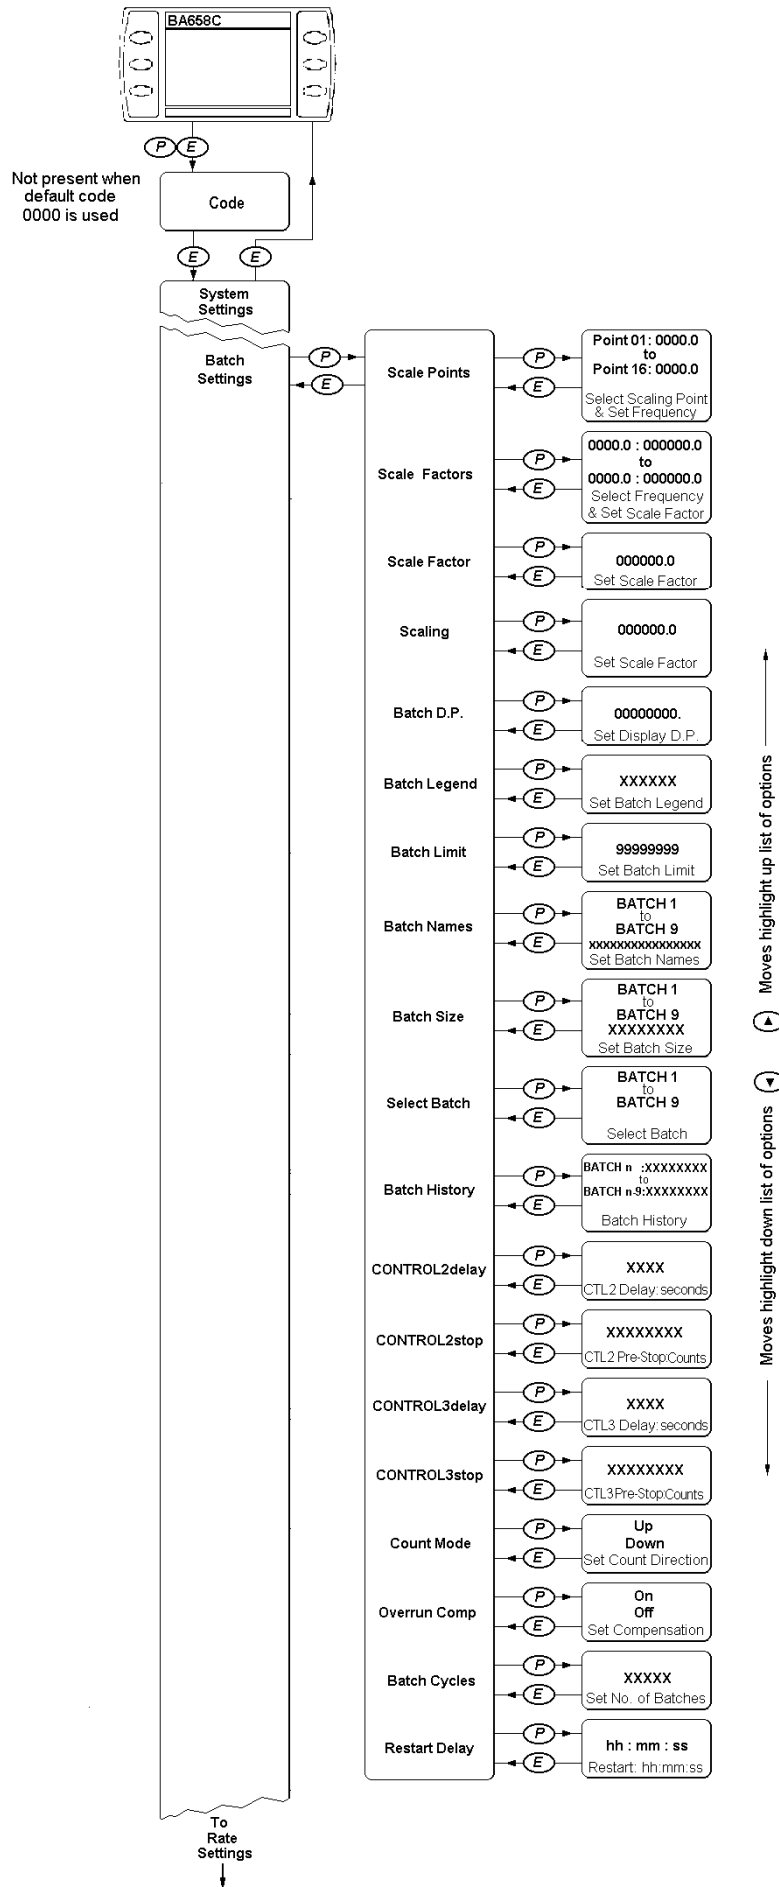 BA658C
P E
Not present when
default code
0000 is used
Code
E E
System
Settings
Batch
Settings
P
E
Scale Points
P
E
Point 01: 0000.0
to
Point 16: 0000.0
Select Scaling Point
& Set Frequency
Scale Factors
P
E
0000.0 : 000000.0
to
0000.0 : 000000.0
Select Frequency
& Set Scale Factor
Scale Factor
P
E
000000.0
Set Scale Factor
Scaling
P
E
000000.0
Set Scale Factor
Batch D.P.
P
E
00000000.
Set Display D.P.
Batch Legend
P
E
XXXXXX
Set Batch Legend
Batch Limit
P
E
99999999
Set Batch Limit
Batch Names
P
E
BATCH 1
to
BATCH 9
XXXXXXXXXXXXXXXX
Set Batch Names
Batch Size
P
E
BATCH 1
to
BATCH 9
XXXXXXXX
Set Batch Size
Select Batch
P
E
BATCH 1
to
BATCH 9
Select Batch
Batch History
P
E
BATCH n :XXXXXXXX
to
BATCH n-9:XXXXXXXX
Batch History
CONTROL2delay
P
E
XXXX
CTL2 Delay:seconds
CONTROL2stop
P
E
XXXXXXXX
CTL2 Pre-Stop:Counts
CONTROL3delay
P
E
XXXX
CTL3 Delay:seconds
CONTROL3stop
P
E
XXXXXXXX
CTL3Pre-Stop:Counts
Count Mode
P
E
Up
Down
Set Count Direction
Overrun Comp
P
E
On
Off
Set Compensation
Batch Cycles
P
E
XXXXX
Set No. of Batches
Restart Delay
P
E
hh : mm : ss
Restart: hh:mm:ss
To
Rate
Settings
Moves highlight up list of options
Moves highlight down list of options